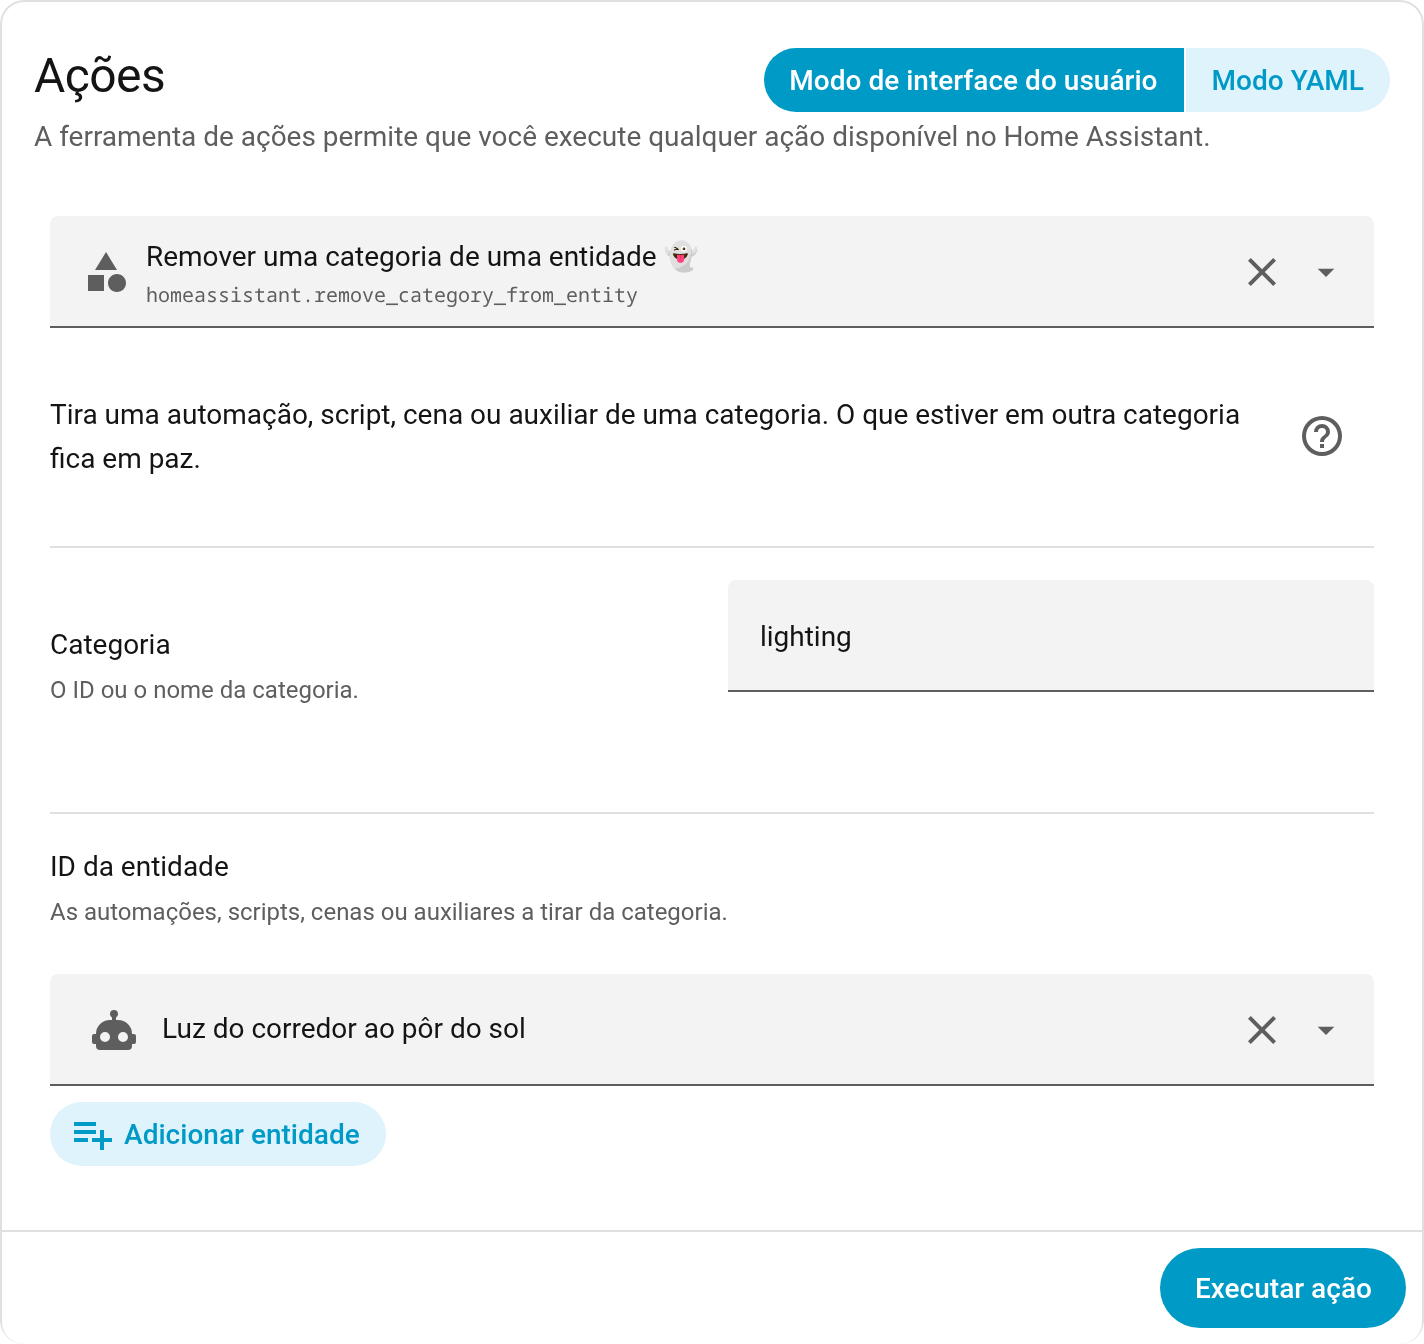 Ações
Modo de interface do usuário
Modo YAML
A ferramenta de ações permite que você execute qualquer ação disponível no Home Assistant.
Remover uma categoria de uma entidade 👻
homeassistant.remove_category_from_entity
Tira uma automação, script, cena ou auxiliar de uma categoria. O que estiver em outra categoria
fica em paz.
Categoria
O ID ou o nome da categoria.
lighting
ID da entidade
As automações, scripts, cenas ou auxiliares a tirar da categoria.
Luz do corredor ao pôr do sol
Adicionar entidade
Executar ação